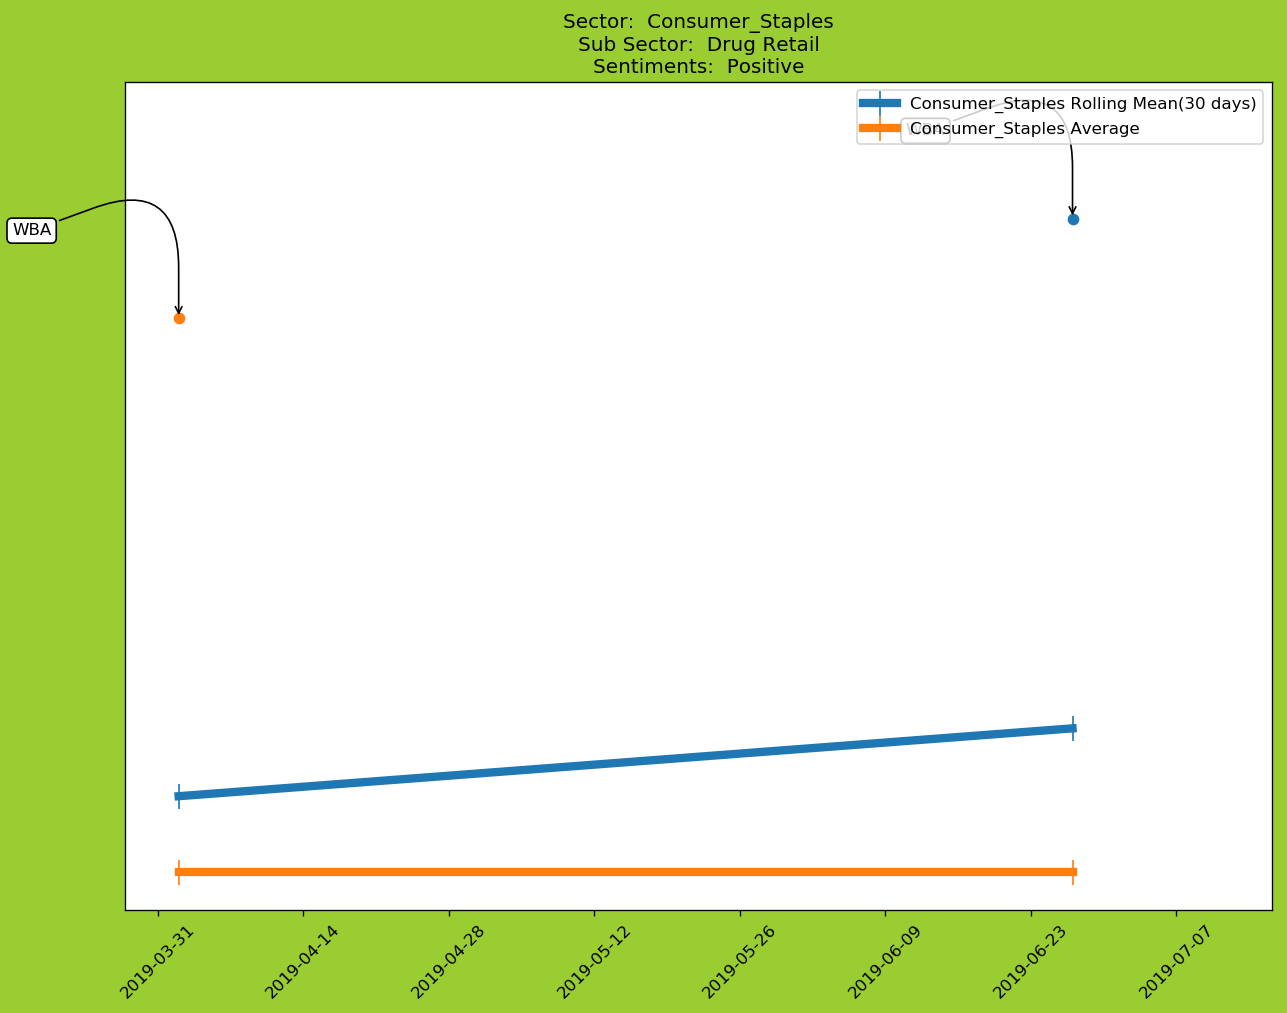 Sector:  Consumer_Staples
Sub Sector:  Drug Retail
Sentiments:  Positive
Consumer_Staples Rolling Mean(30 days)
Consumer_Staples Average
WBA
2019-03-31
2019-04-14
2019-04-28
2019-05-12
2019-05-26
2019-06-09
2019-06-23
2019-07-07